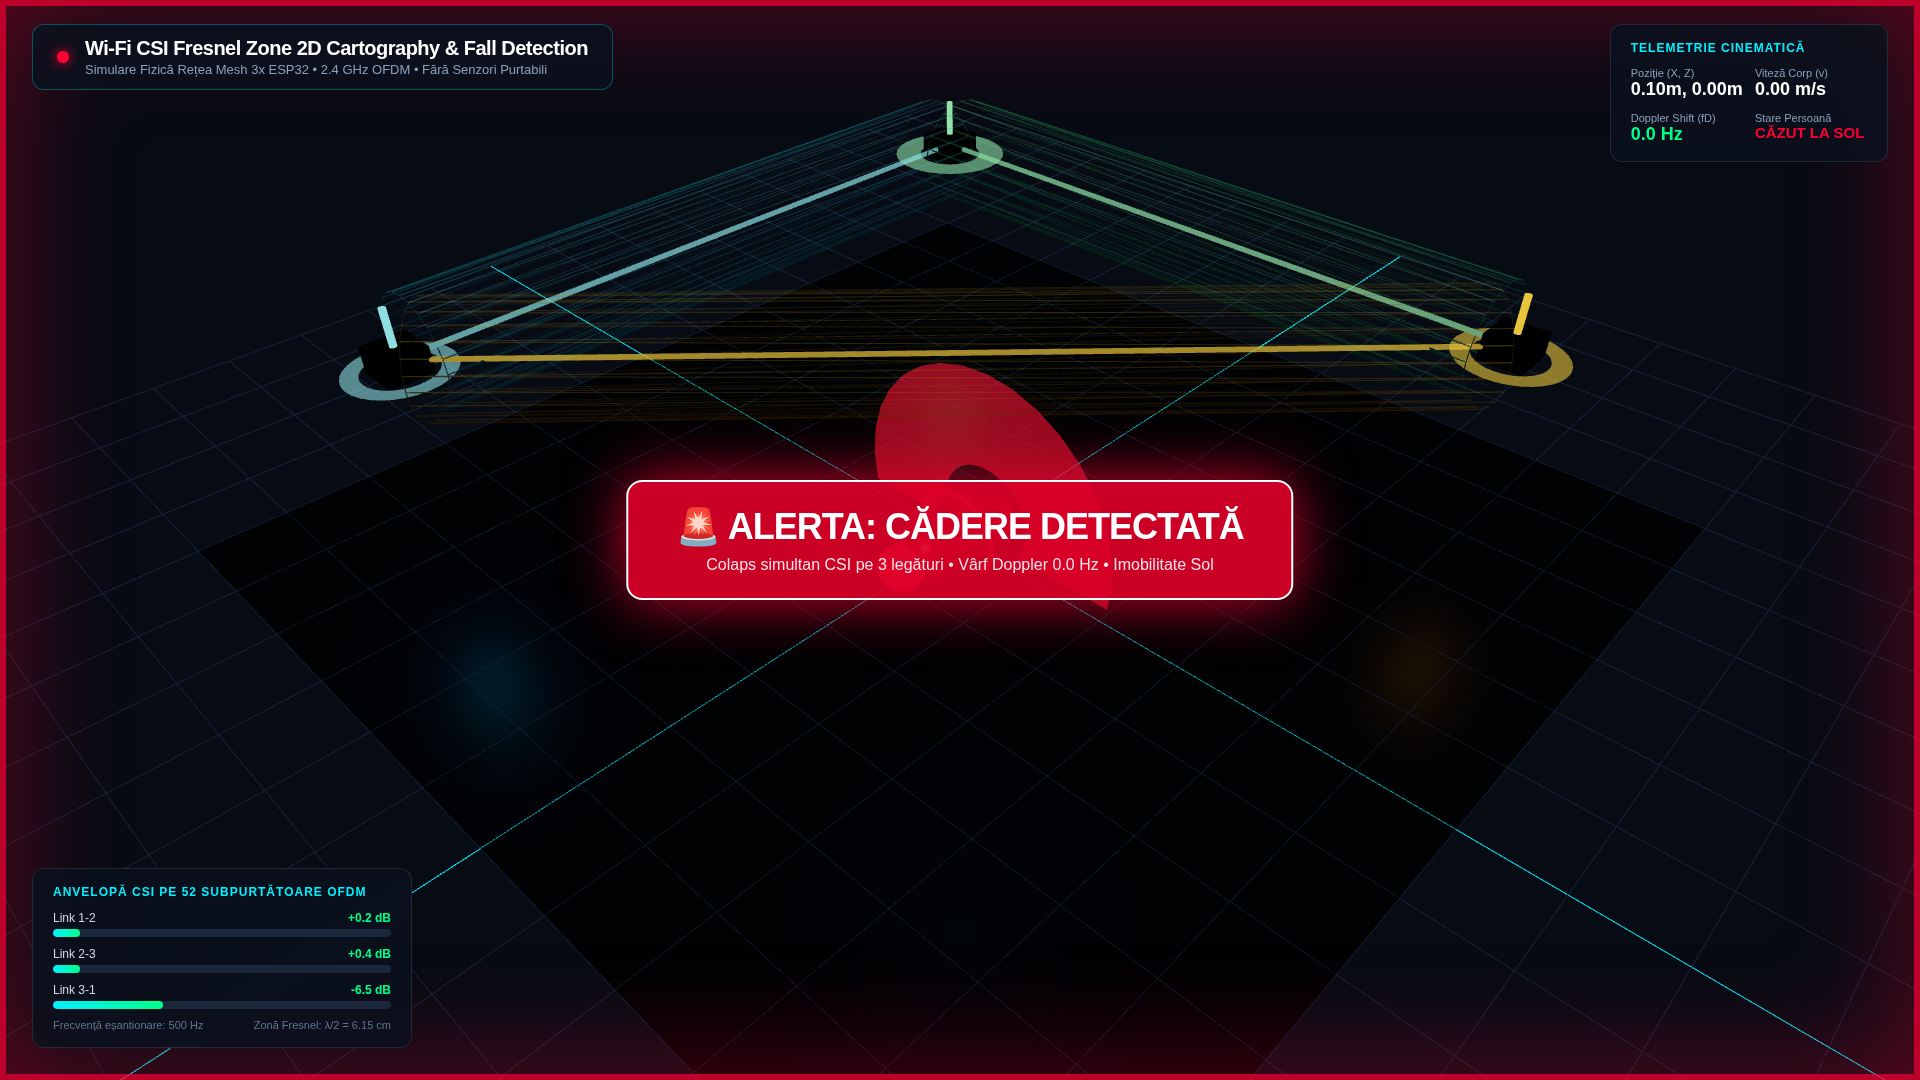 Wi-Fi CSI Fresnel Zone 2D Cartography & Fall Detection
Simulare Fizică Rețea Mesh 3x ESP32 • 2.4 GHz OFDM • Fără Senzori Purtabili
TELEMETRIE CINEMATICĂ
Poziție (X, Z)
0.10m, 0.00m
Viteză Corp (v)
0.00 m/s
Doppler Shift (fD)
0.0 Hz
Stare Persoană
CĂZUT LA SOL
🚨 ALERTA: CĂDERE DETECTATĂ
Colaps simultan CSI pe 3 legături • Vârf Doppler 0.0 Hz • Imobilitate Sol
ANVELOPĂ CSI PE 52 SUBPURTĂTOARE OFDM
Link 1-2 +0.2 dB
Link 2-3 +0.4 dB
Link 3-1 -6.5 dB
Frecvență eșantionare: 500 Hz Zonă Fresnel: λ/2 = 6.15 cm